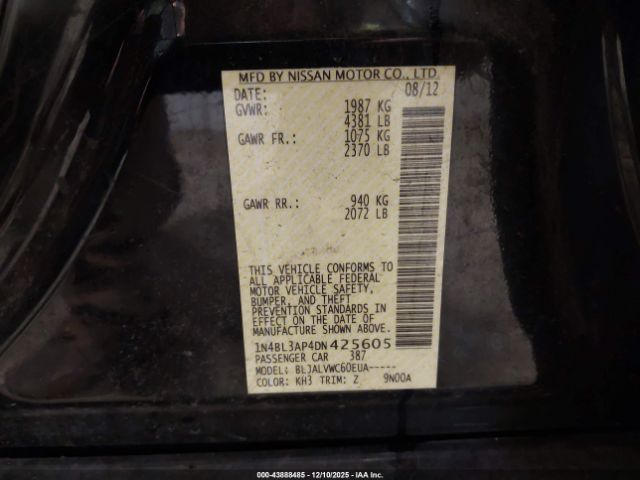 MFD BY NISSAN MOTOR CO., LTD.
DATE: 08/12
GVWR: 1987 KG
4381 LB
GAWR FR.: 1075 KG
2370 LB
GAWR RR.: 940 KG
2072 LB
THIS VEHICLE CONFORMS TO
ALL APPLICABLE FEDERAL
MOTOR VEHICLE SAFETY,
BUMPER, AND THEFT
PREVENTION STANDARDS IN
EFFECT ON THE DATE OF
MANUFACTURE SHOWN ABOVE.
1N4BL3AP4DN425605
PASSENGER CAR 387
MODEL: BLJALVWC60EUA-----
COLOR: KH3 TRIM: Z 9N00A
000-43888485 - 12/10/2025 - IAA Inc.